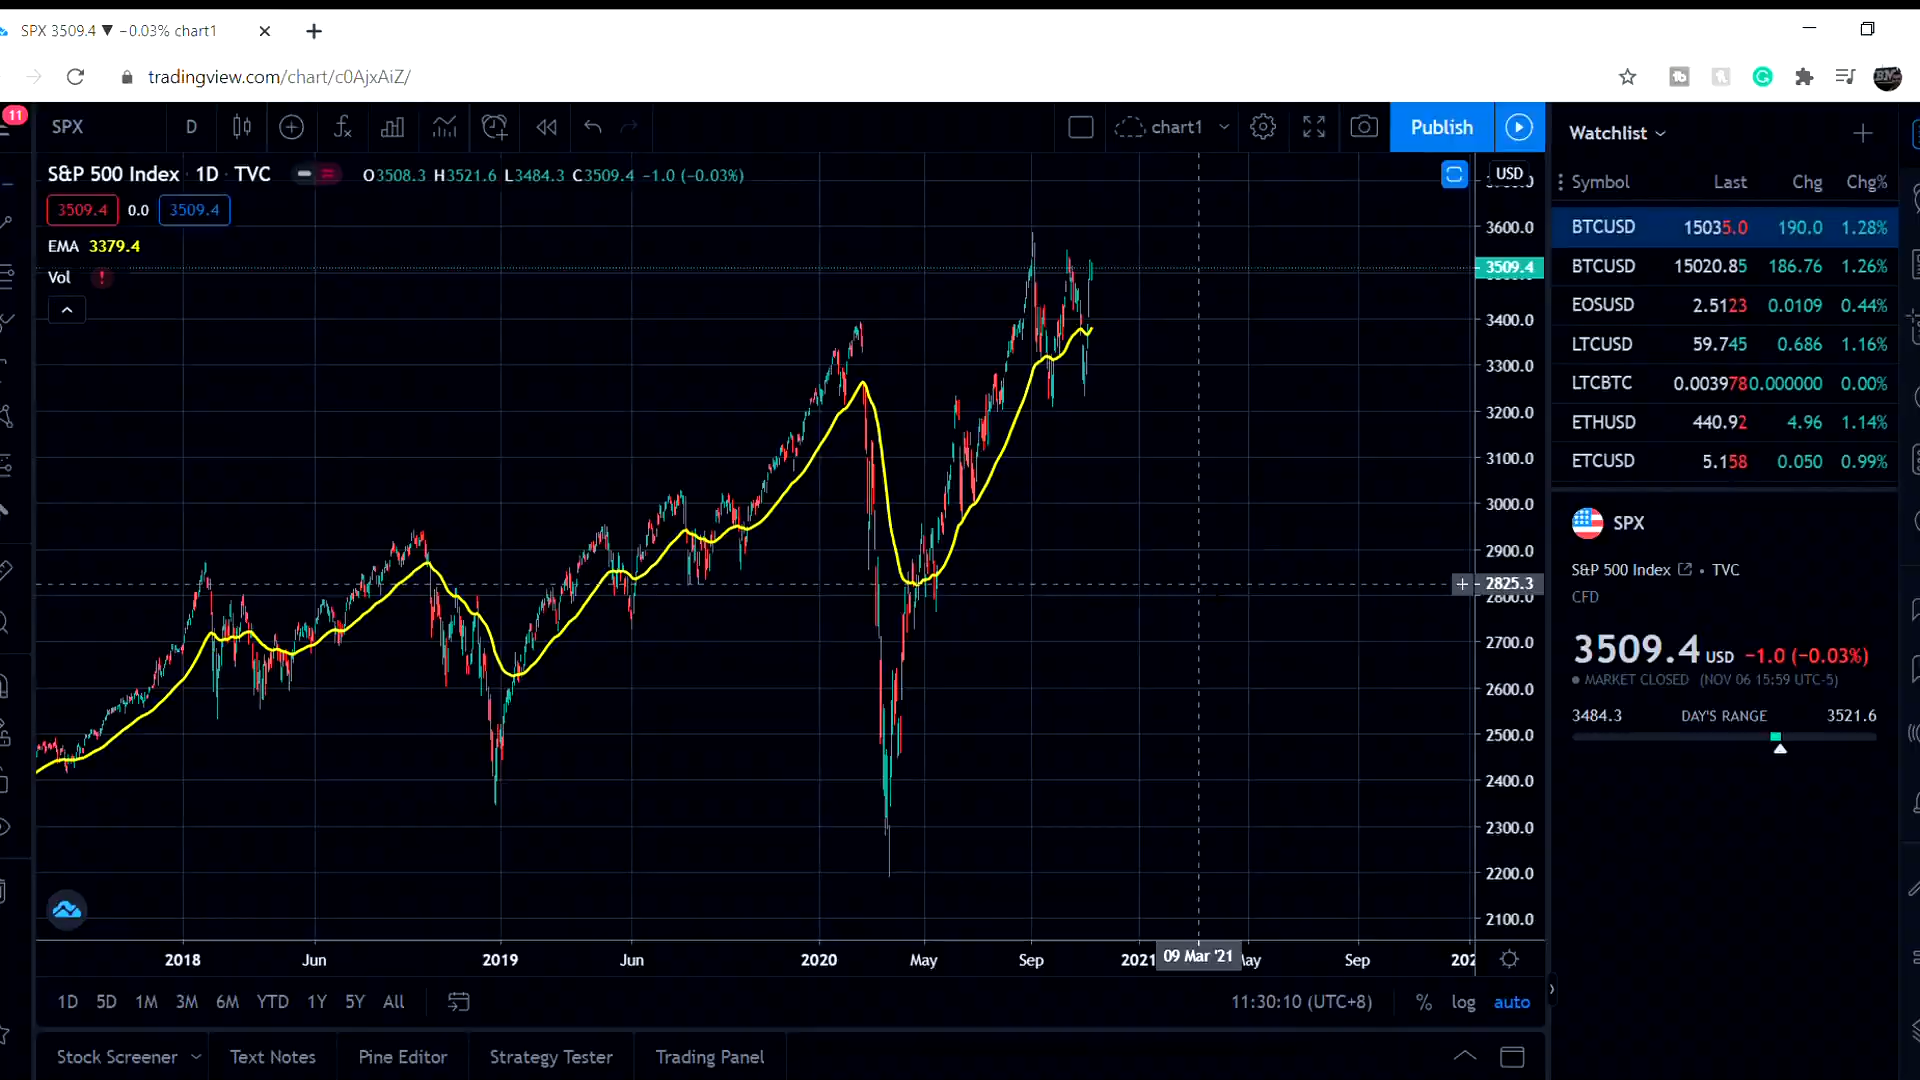 SPX 3509.4 ▼ −0.03% chart1
tradingview.com/chart/c0AjxAiZ/
11
SPX D chart1 Publish
S&P 500 Index · 1D · TVC O3508.3 H3521.6 L3484.3 C3509.4 −1.0 (−0.03%)
3509.4 0.0 3509.4
EMA 3379.4
Vol !
USD
3600.0
3509.4
3400.0
3300.0
3200.0
3100.0
3000.0
2900.0
2825.3
2800.0
2700.0
2600.0
2500.0
2400.0
2300.0
2200.0
2100.0
2018 Jun 2019 Jun 2020 May Sep 2021 09 Mar '21 Sep
1D 5D 1M 3M 6M YTD 1Y 5Y All 11:30:10 (UTC+8) % log auto
Stock Screener Text Notes Pine Editor Strategy Tester Trading Panel
Watchlist
Symbol Last Chg Chg%
BTCUSD 15035.0 190.0 1.28%
BTCUSD 15020.85 186.76 1.26%
EOSUSD 2.5123 0.0109 0.44%
LTCUSD 59.745 0.686 1.16%
LTCBTC 0.003978 0.000000 0.00%
ETHUSD 440.92 4.96 1.14%
ETCUSD 5.158 0.050 0.99%
SPX
S&P 500 Index • TVC
CFD
3509.4 USD −1.0 (−0.03%)
MARKET CLOSED (NOV 06 15:59 UTC-5)
3484.3 DAY'S RANGE 3521.6